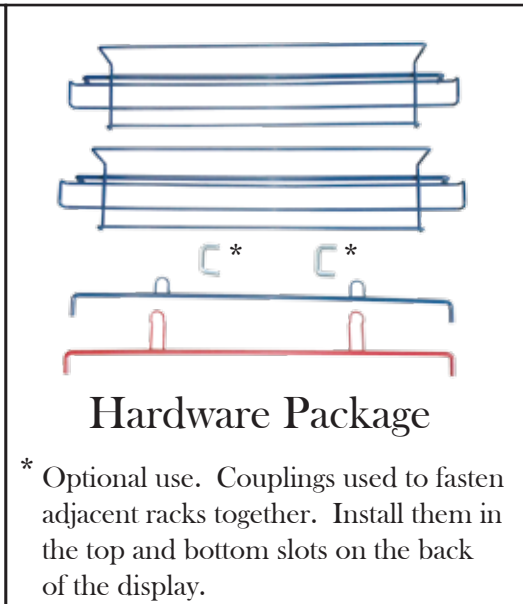 *
*
Hardware Package
* Optional use.  Couplings used to fasten
adjacent racks together.  Install them in
the top and bottom slots on the back
of the display.